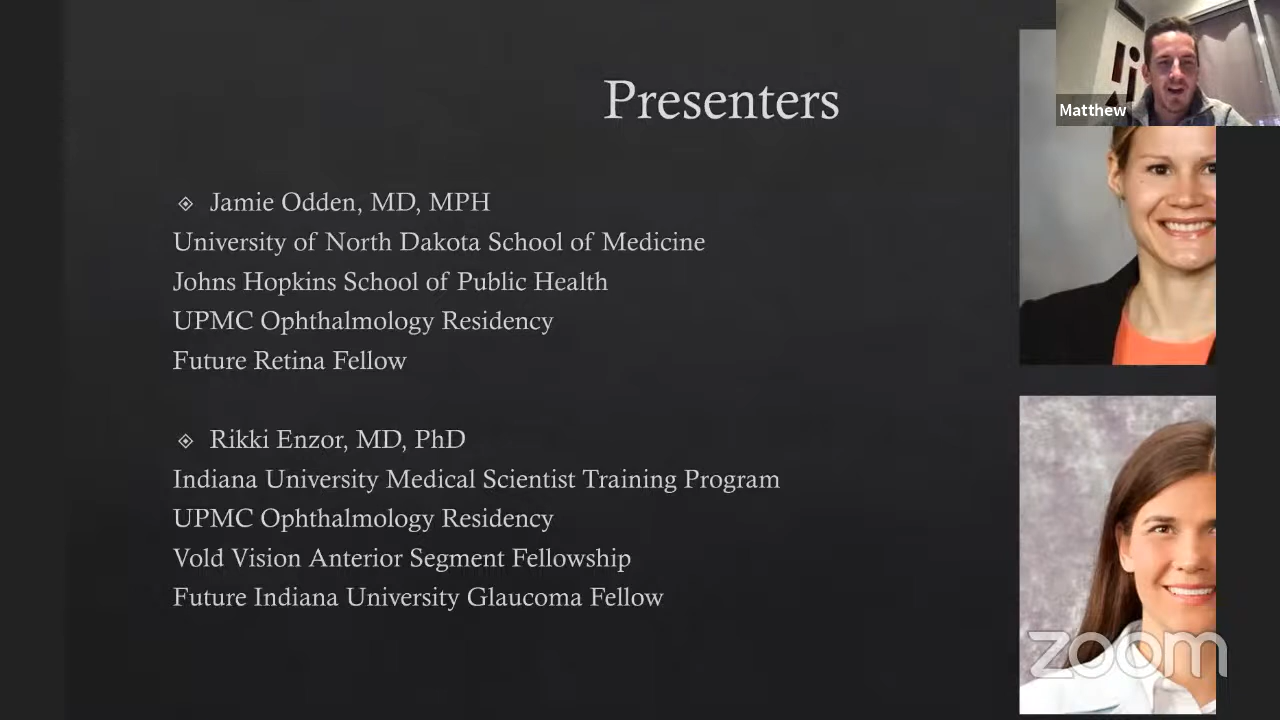 Presenters
Matthew
Jamie Odden, MD, MPH
University of North Dakota School of Medicine
Johns Hopkins School of Public Health
UPMC Ophthalmology Residency
Future Retina Fellow
Rikki Enzor, MD, PhD
Indiana University Medical Scientist Training Program
UPMC Ophthalmology Residency
Vold Vision Anterior Segment Fellowship
Future Indiana University Glaucoma Fellow
zoom